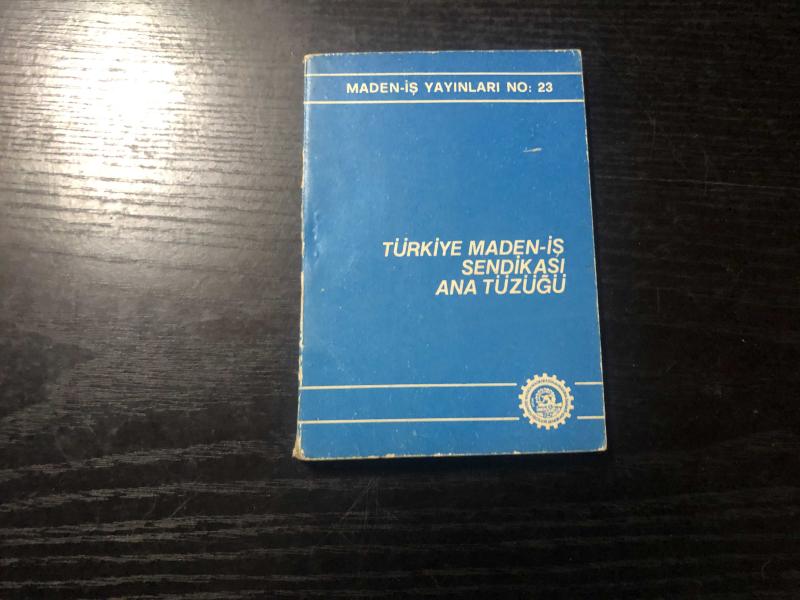 MADEN-İŞ YAYINLARI NO: 23
TÜRKİYE MADEN-İŞ
SENDİKASI
ANA TÜZÜĞÜ